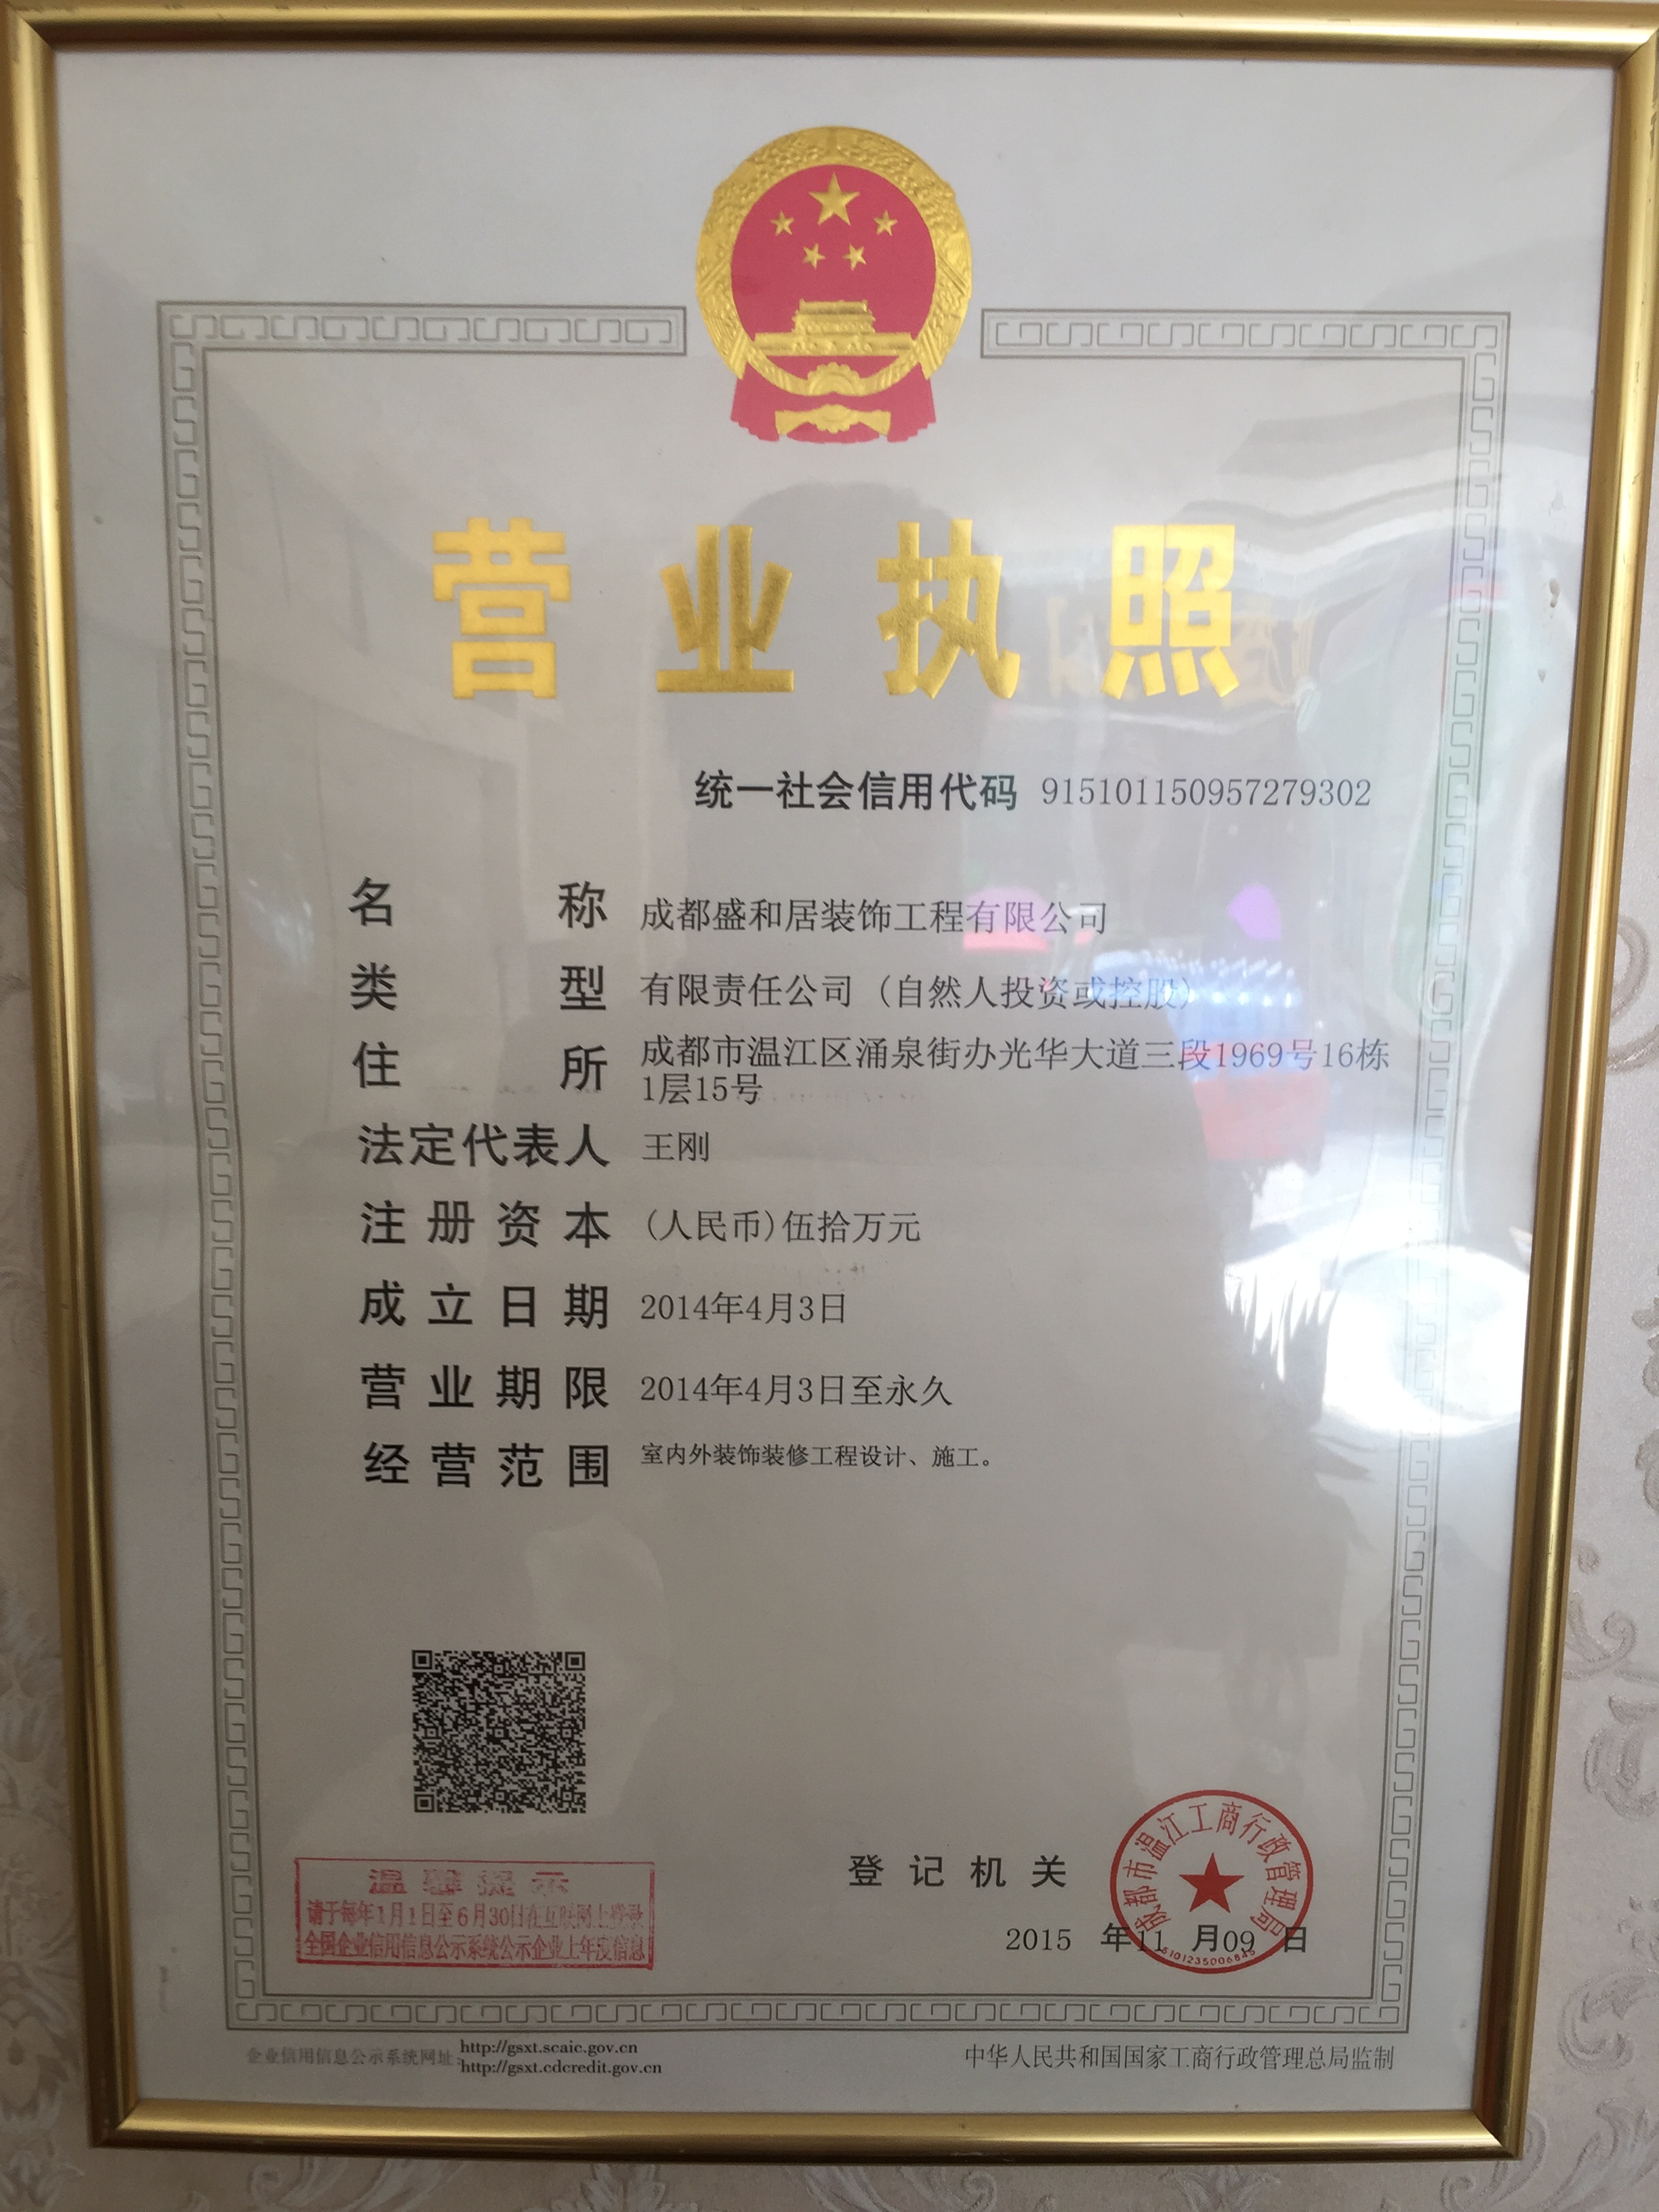 营业执照
统一社会信用代码 915101150957279302
名称 成都盛和居装饰工程有限公司
类型 有限责任公司（自然人投资或控股）
住所 成都市温江区涌泉街办光华大道三段1969号16栋
1层15号
法定代表人 王刚
注册资本 (人民币)伍拾万元
成立日期 2014年4月3日
营业期限 2014年4月3日至永久
经营范围 室内外装饰装修工程设计、施工。
温馨提示
请于每年1月1日至6月30日在互联网上登录
全国企业信用信息公示系统公示企业上年度信息
登记机关
成都市温江工商行政管理局
2015 年11 月09 日
企业信用信息公示系统网址：http://gsxt.scaic.gov.cn
http://gsxt.cdcredit.gov.cn
中华人民共和国国家工商行政管理总局监制